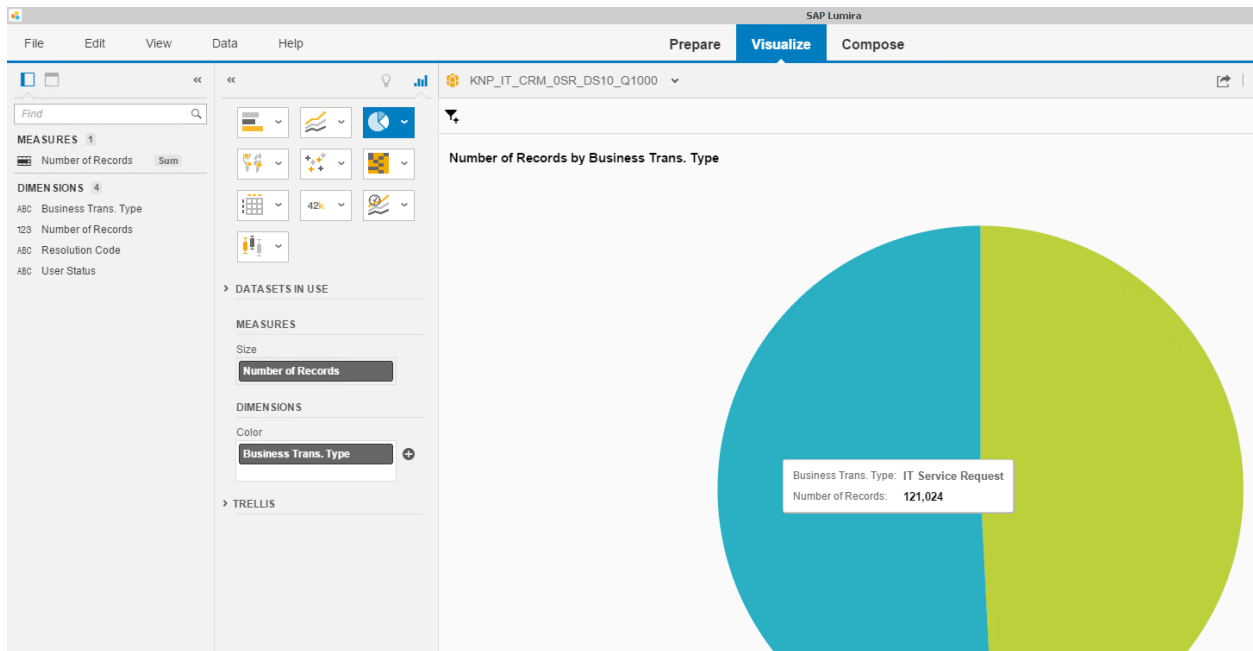 SAP Lumira
File Edit View Data Help
Prepare Visualize Compose
Find
MEASURES 1
Number of Records Sum
DIMENSIONS 4
ABC Business Trans. Type
123 Number of Records
ABC Resolution Code
ABC User Status
42k
DATASETS IN USE
MEASURES
Size
Number of Records
DIMENSIONS
Color
Business Trans. Type
TRELLIS
KNP_IT_CRM_0SR_DS10_Q1000
Number of Records by Business Trans. Type
Business Trans. Type: IT Service Request
Number of Records: 121,024